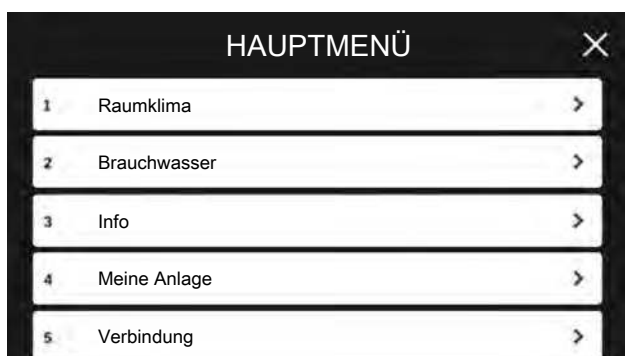 HAUPTMENÜ
1 Raumklima
2 Brauchwasser
3 Info
4 Meine Anlage
5 Verbindung